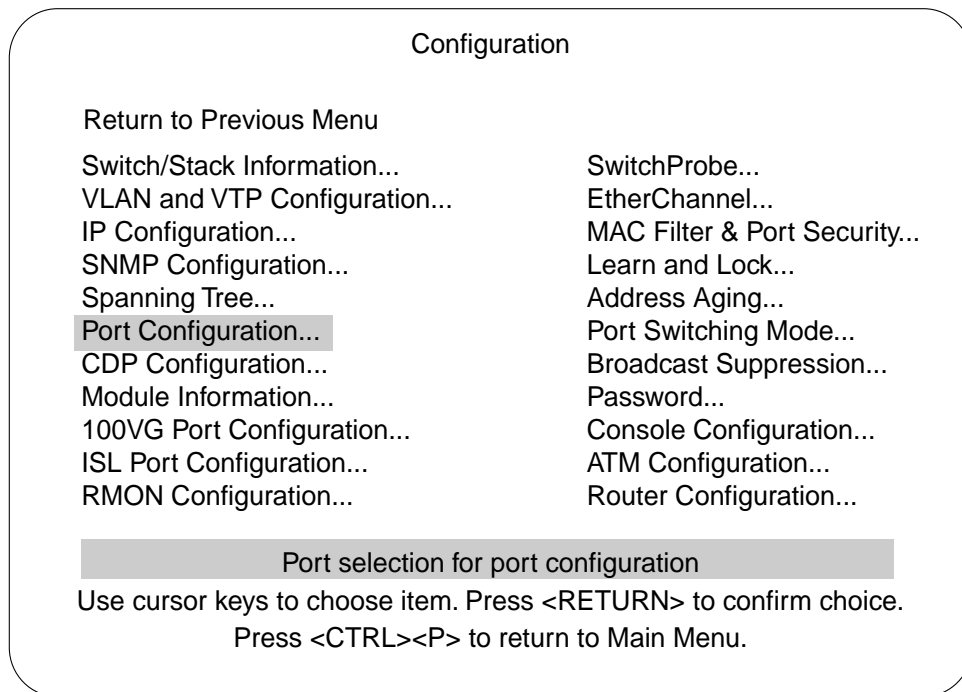 Configuration
Return to Previous Menu
Switch/Stack Information...
VLAN and VTP Configuration...
IP Configuration...
SNMP Configuration...
Spanning Tree...
Port Configuration...
CDP Configuration...
Module Information...
100VG Port Configuration...
ISL Port Configuration...
RMON Configuration...
SwitchProbe...
EtherChannel...
MAC Filter & Port Security...
Learn and Lock...
Address Aging...
Port Switching Mode...
Broadcast Suppression...
Password...
Console Configuration...
ATM Configuration...
Router Configuration...
Port selection for port configuration
Use cursor keys to choose item. Press <RETURN> to confirm choice.
Press <CTRL><P> to return to Main Menu.